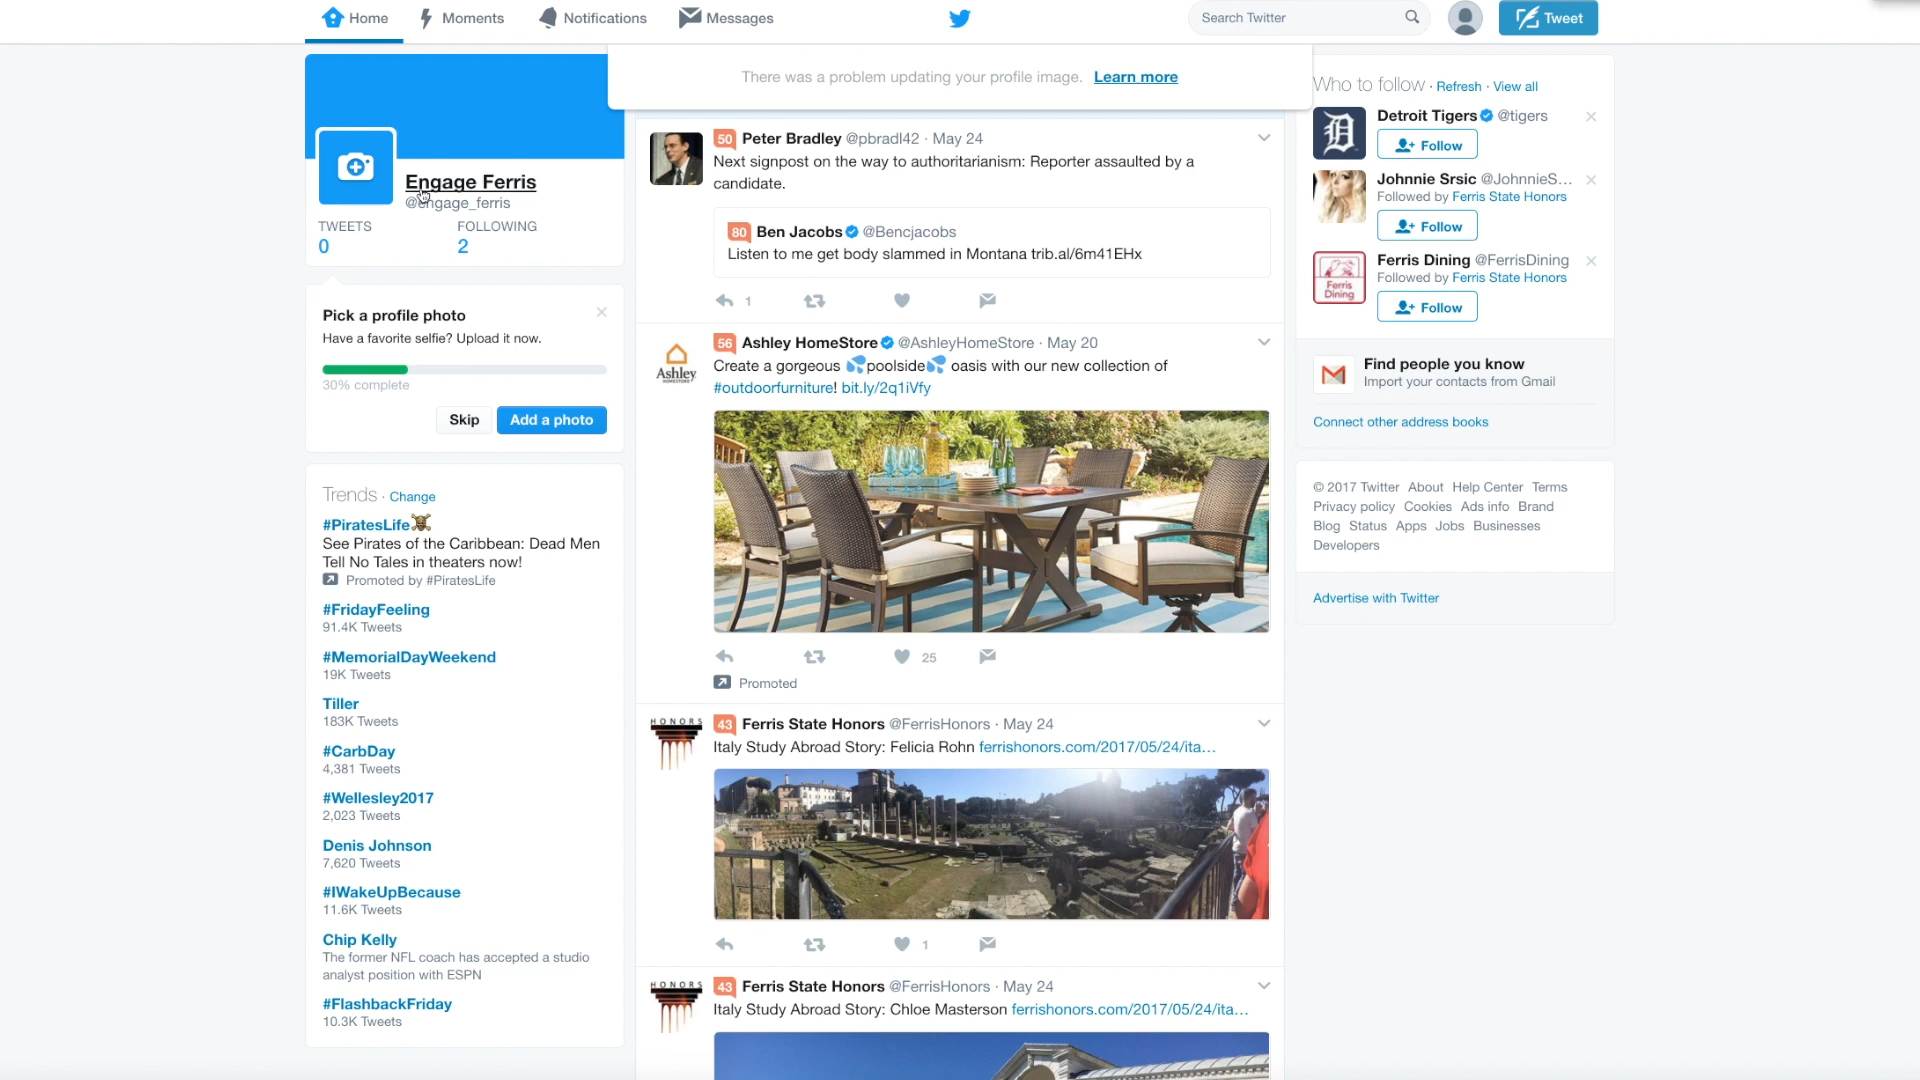 Home
Moments
Notifications
Messages
Search Twitter
Tweet
There was a problem updating your profile image. Learn more
Engage Ferris
@engage_ferris
TWEETS
FOLLOWING
0
2
Pick a profile photo
Have a favorite selfie? Upload it now.
30% complete
Skip
Add a photo
Trends · Change
#PiratesLife
See Pirates of the Caribbean: Dead Men
Tell No Tales in theaters now!
Promoted by #PiratesLife
#FridayFeeling
91.4K Tweets
#MemorialDayWeekend
19K Tweets
Tiller
183K Tweets
#CarbDay
4,381 Tweets
#Wellesley2017
2,023 Tweets
Denis Johnson
7,620 Tweets
#IWakeUpBecause
11.6K Tweets
Chip Kelly
The former NFL coach has accepted a studio
analyst position with ESPN
#FlashbackFriday
10.3K Tweets
50 Peter Bradley @pbradl42 · May 24
Next signpost on the way to authoritarianism: Reporter assaulted by a
candidate.
80 Ben Jacobs @Bencjacobs
Listen to me get body slammed in Montana trib.al/6m41EHx
1
Ashley
HOMESTORE
56 Ashley HomeStore @AshleyHomeStore · May 20
Create a gorgeous 💦poolside💦 oasis with our new collection of
#outdoorfurniture! bit.ly/2q1iVfy
25
Promoted
HONORS
43 Ferris State Honors @FerrisHonors · May 24
Italy Study Abroad Story: Felicia Rohn ferrishonors.com/2017/05/24/ita…
1
HONORS
43 Ferris State Honors @FerrisHonors · May 24
Italy Study Abroad Story: Chloe Masterson ferrishonors.com/2017/05/24/ita…
Who to follow · Refresh · View all
Detroit Tigers @tigers
Follow
Johnnie Srsic @JohnnieS...
Followed by Ferris State Honors
Follow
Ferris
Dining
Ferris Dining @FerrisDining
Followed by Ferris State Honors
Follow
Find people you know
Import your contacts from Gmail
Connect other address books
© 2017 Twitter About Help Center Terms
Privacy policy Cookies Ads info Brand
Blog Status Apps Jobs Businesses
Developers
Advertise with Twitter